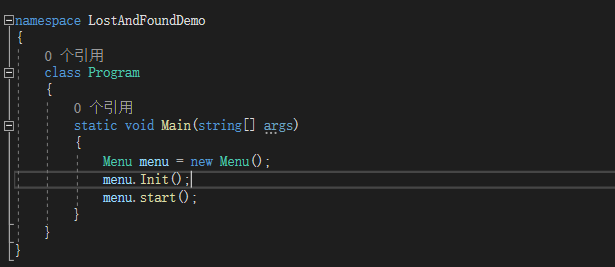 namespace LostAndFoundDemo
{
0 个引用
class Program
{
0 个引用
static void Main(string[] args)
{
Menu menu = new Menu();
menu.Init();
menu.start();
}
}
}